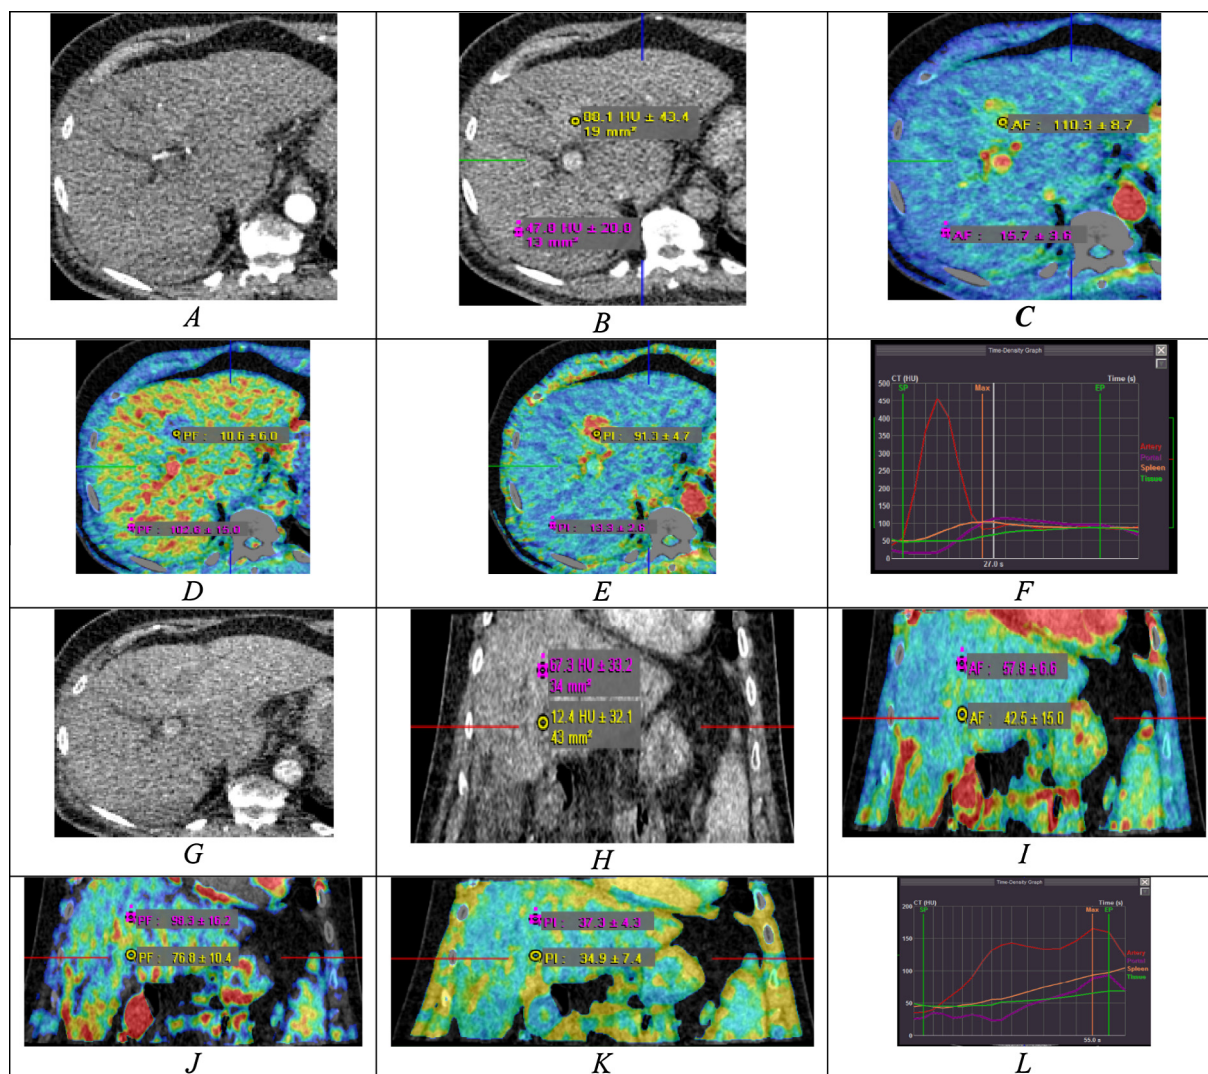 88.1 HU ± 43.4
19 mm²
47.8 HU ± 20.8
13 mm²
AF : 110.3 ± 8.7
AF : 15.7 ± 3.6
A
B
C
PF : 10.6 ± 6.0
PF : 102.6 ± 15.6
PI : 91.3 ± 4.7
PI : 13.3 ± 2.6
Time-Density Graph
CT (HU)
Time (s)
SP
Max
EP
500
450
400
350
300
250
200
150
100
50
0
Artery
Portal
Spleen
Tissue
27.0 s
D
E
F
67.3 HU ± 33.2
34 mm²
12.4 HU ± 32.1
43 mm²
AF : 57.8 ± 6.6
AF : 42.5 ± 15.0
G
H
I
PF : 98.3 ± 16.2
PF : 76.8 ± 10.4
PI : 37.3 ± 4.3
PI : 34.9 ± 7.4
Time-Density Graph
CT (HU)
Time (s)
SP
Max
EP
200
150
100
50
0
Artery
Portal
Spleen
Tissue
55.0 s
J
K
L